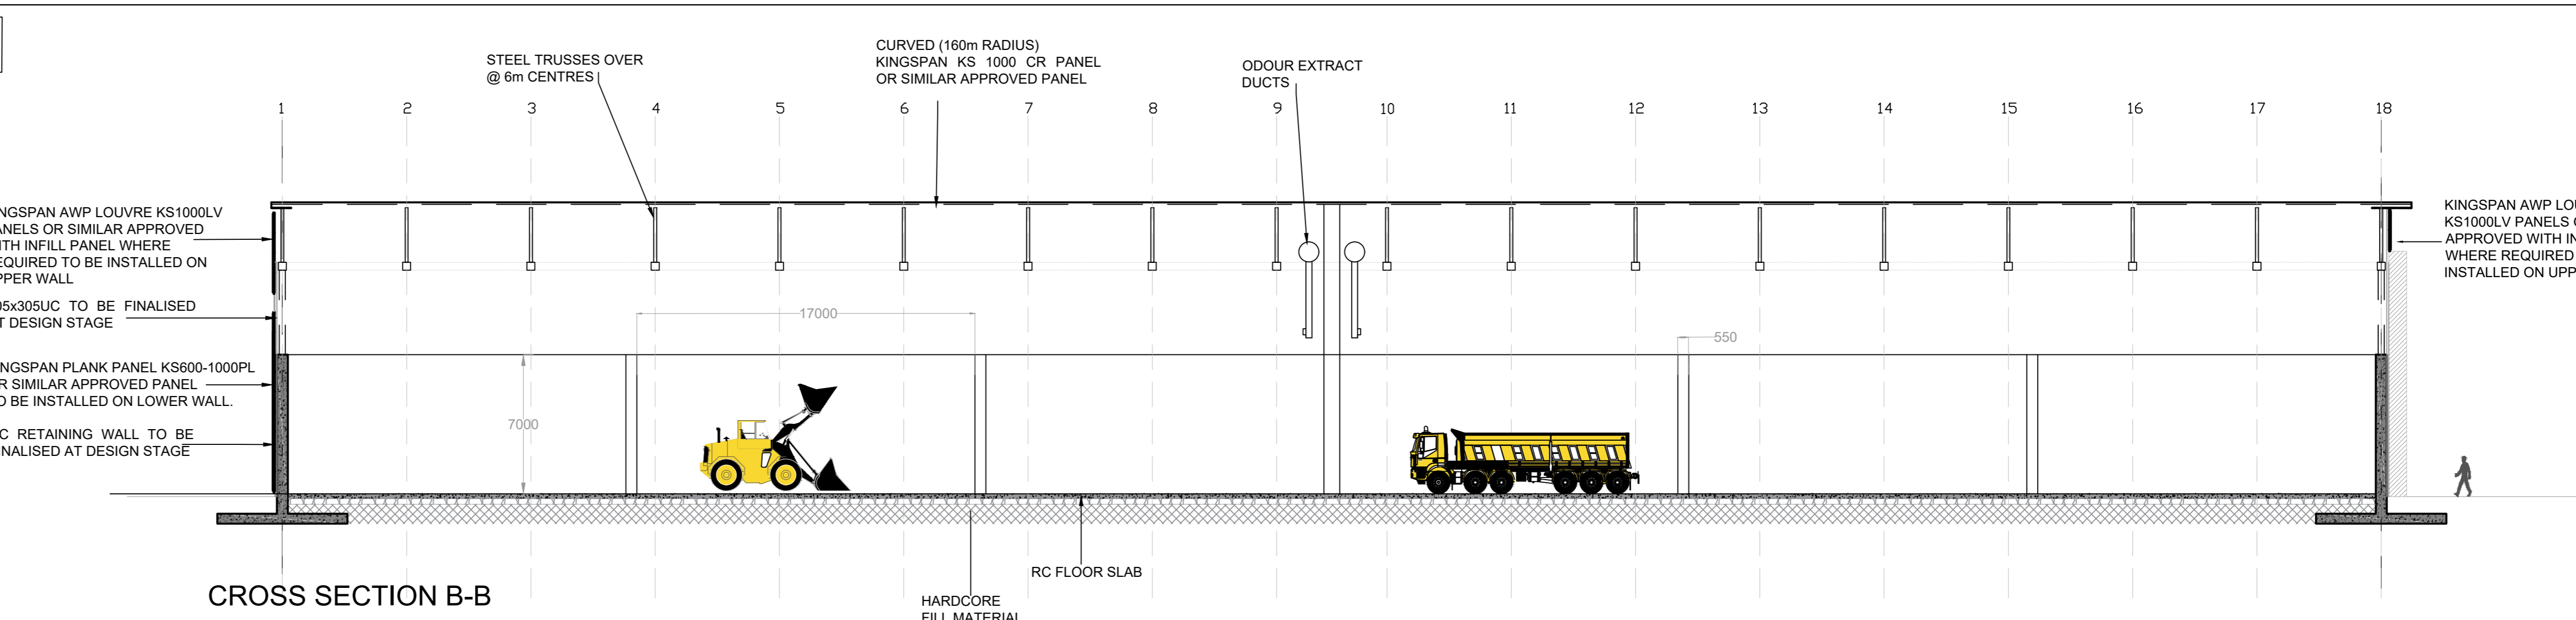 STEEL TRUSSES OVER
@ 6m CENTRES
CURVED (160m RADIUS)
KINGSPAN KS 1000 CR PANEL
OR SIMILAR APPROVED PANEL
ODOUR EXTRACT
DUCTS
1 2 3 4 5 6 7 8 9 10 11 12 13 14 15 16 17 18
NGSPAN AWP LOUVRE KS1000LV
ANELS OR SIMILAR APPROVED
ITH INFILL PANEL WHERE
EQUIRED TO BE INSTALLED ON
PPER WALL
05x305UC TO BE FINALISED
T DESIGN STAGE
NGSPAN PLANK PANEL KS600-1000PL
R SIMILAR APPROVED PANEL
O BE INSTALLED ON LOWER WALL.
C RETAINING WALL TO BE
NALISED AT DESIGN STAGE
17000
7000
550
KINGSPAN AWP LOU
KS1000LV PANELS
APPROVED WITH IN
WHERE REQUIRED
INSTALLED ON UPP
RC FLOOR SLAB
HARDCORE
FILL MATERIAL
CROSS SECTION B-B